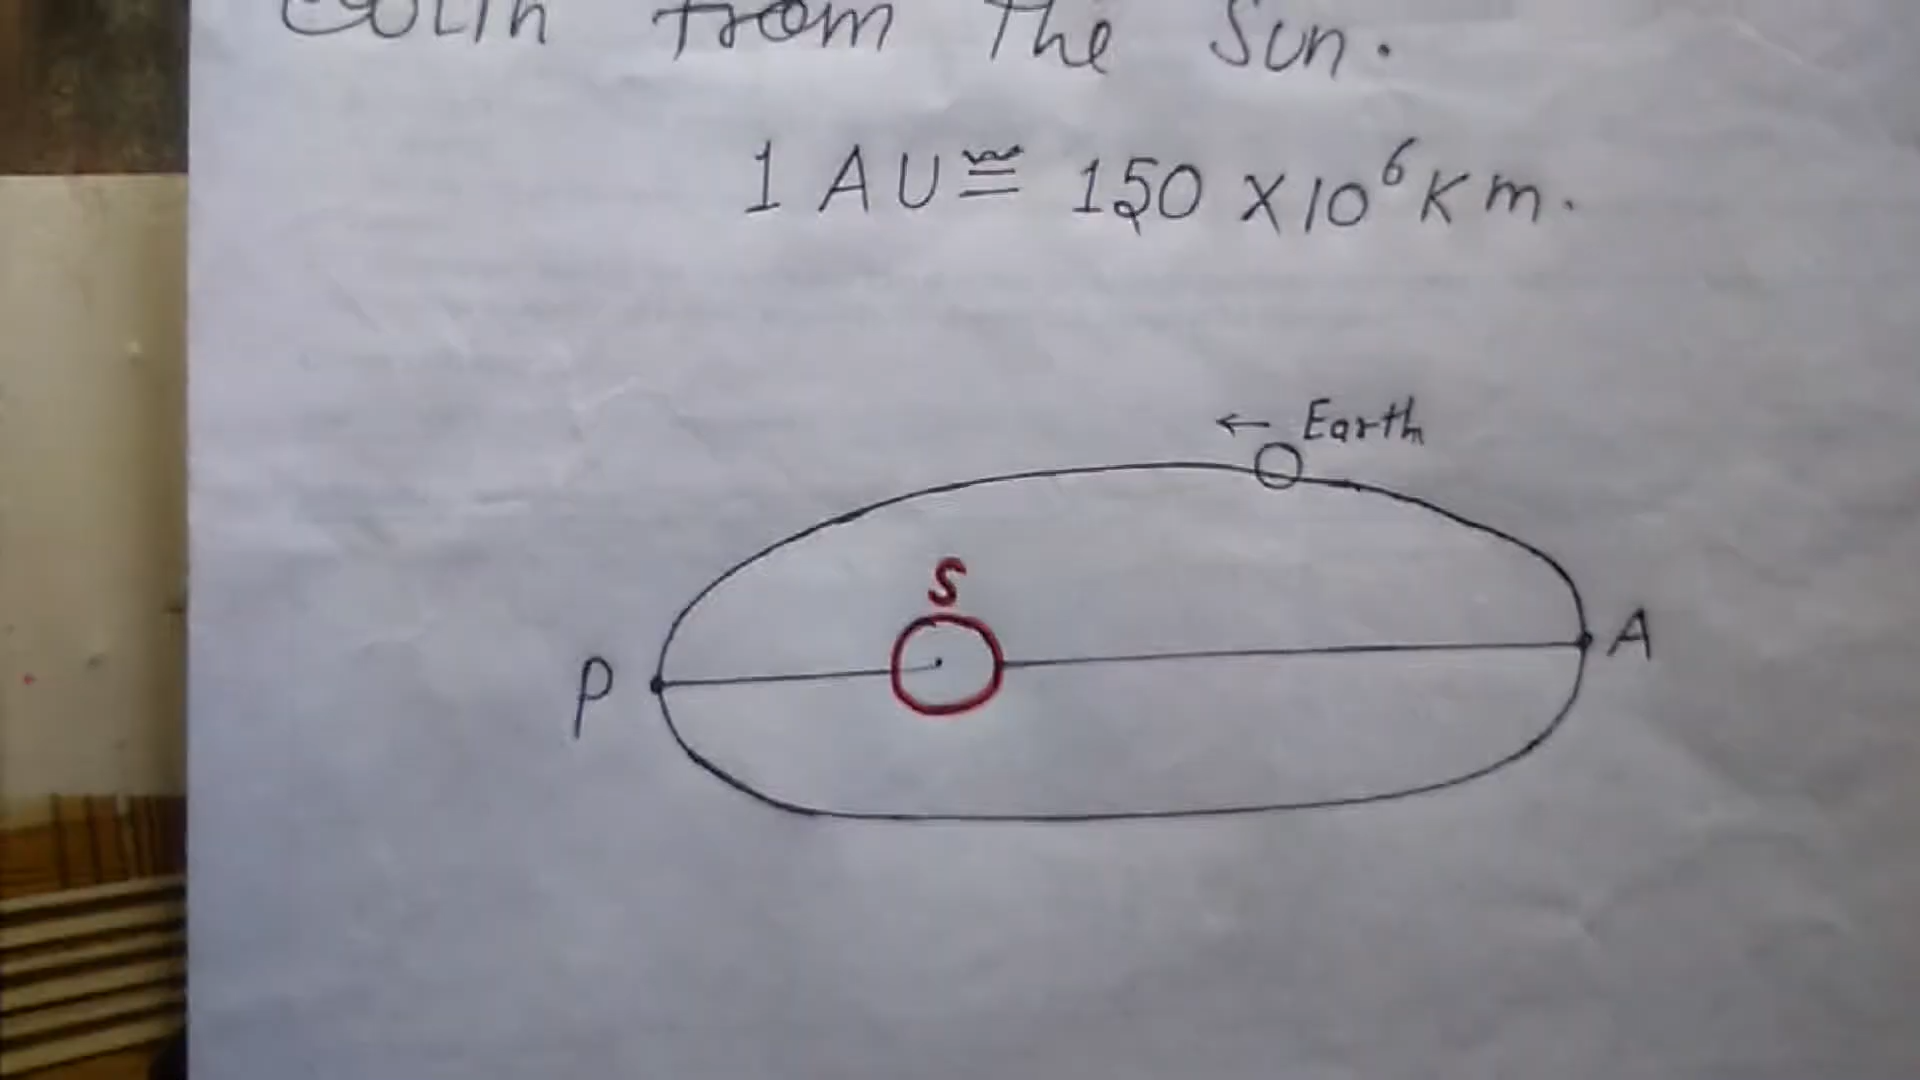 from the Sun.
1 AU ≅ 150 × 10⁶ Km.
← Earth
S
P
A